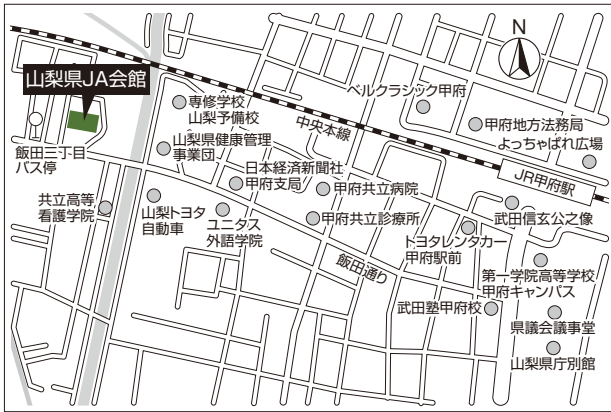 N
山梨県JA会館
専修学校
山梨予備校
ベルクラシック甲府
中央本線
甲府地方法務局
よっちゃばれ広場
飯田三丁目
バス停
山梨県健康管理
事業団
日本経済新聞社
甲府支局
甲府共立病院
JR甲府駅
共立高等
看護学院
山梨トヨタ
自動車
ユニタス
外語学院
甲府共立診療所
武田信玄公之像
トヨタレンタカー
甲府駅前
飯田通り
第一学院高等学校
甲府キャンパス
武田塾甲府校
県議会議事堂
山梨県庁別館